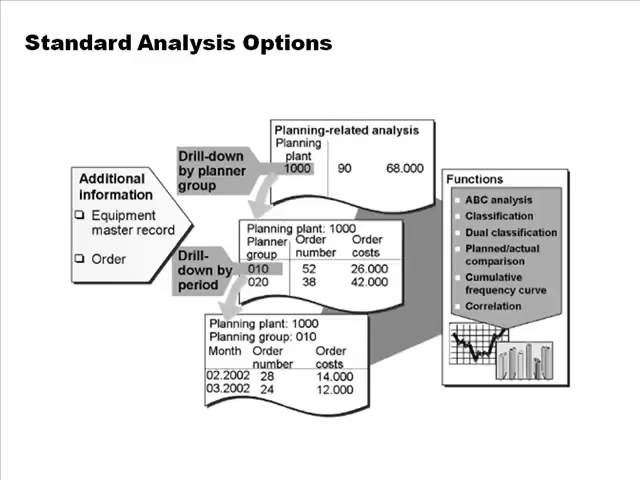 Standard Analysis Options
Planning-related analysis
Planning
plant
1000 90 68.000
Drill-down
by planner
group
Additional
information
Equipment
master record
Order
Planning plant: 1000
Planner Order Order
group number costs
010 52 26.000
020 38 42.000
Drill-
down by
period
Planning plant: 1000
Planning group: 010
Month Order Order
number costs
02.2002 28 14.000
03.2002 24 12.000
Functions
ABC analysis
Classification
Dual classification
Planned/actual
comparison
Cumulative
frequency curve
Correlation